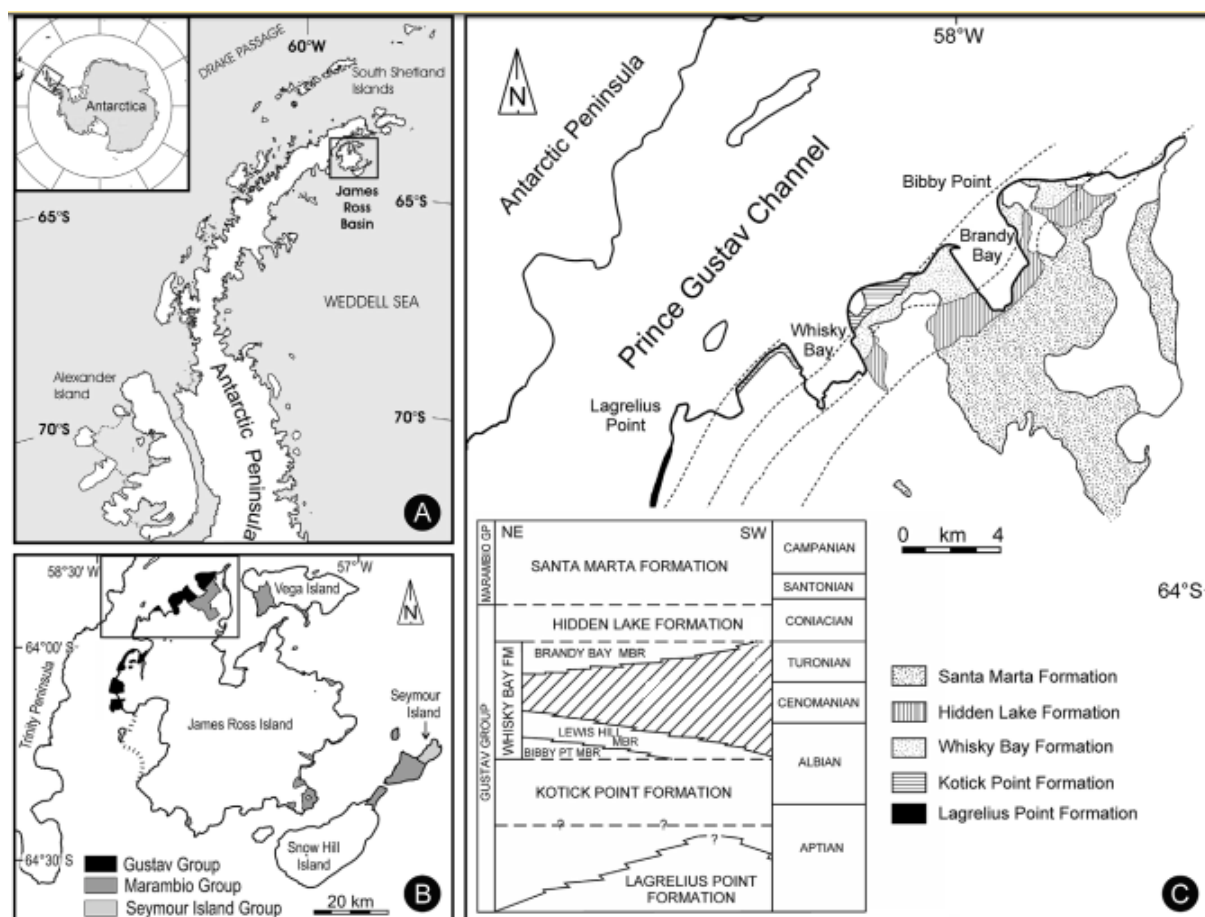 60°W
DRAKE PASSAGE
South Shetland
Islands
Antarctica
James
Ross
Basin
65°S
65°S
WEDDELL SEA
Alexander
Island
Antarctic Peninsula
70°S
70°S
A
58°30' W
57° W
Vega Island
N
64°00' S
Trinity Peninsula
Seymour
Island
James Ross Island
Snow Hill
Island
64°30' S
Gustav Group
Marambio Group
Seymour Island Group
20 km
B
58°W
N
Antarctic Peninsula
Prince Gustav Channel
Bibby Point
Brandy
Bay
Whisky
Bay
Lagrelius
Point
0 km 4
64°S
MARAMBIO GP
NE
SW
SANTA MARTA FORMATION
CAMPANIAN
SANTONIAN
HIDDEN LAKE FORMATION
CONIACIAN
GUSTAV GROUP
WHISKY BAY FM
BRANDY BAY MBR
TURONIAN
CENOMANIAN
LEWIS HILL
MBR
BIBBY PT MBR
ALBIAN
KOTICK POINT FORMATION
? ? ?
APTIAN
LAGRELIUS POINT
FORMATION
Santa Marta Formation
Hidden Lake Formation
Whisky Bay Formation
Kotick Point Formation
Lagrelius Point Formation
C